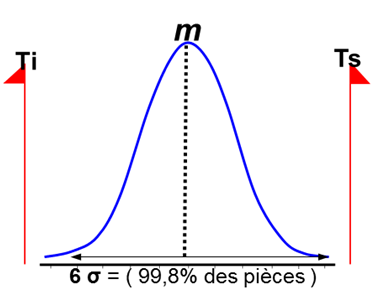 m
Ti
Ts
6 σ = ( 99,8% des pièces )